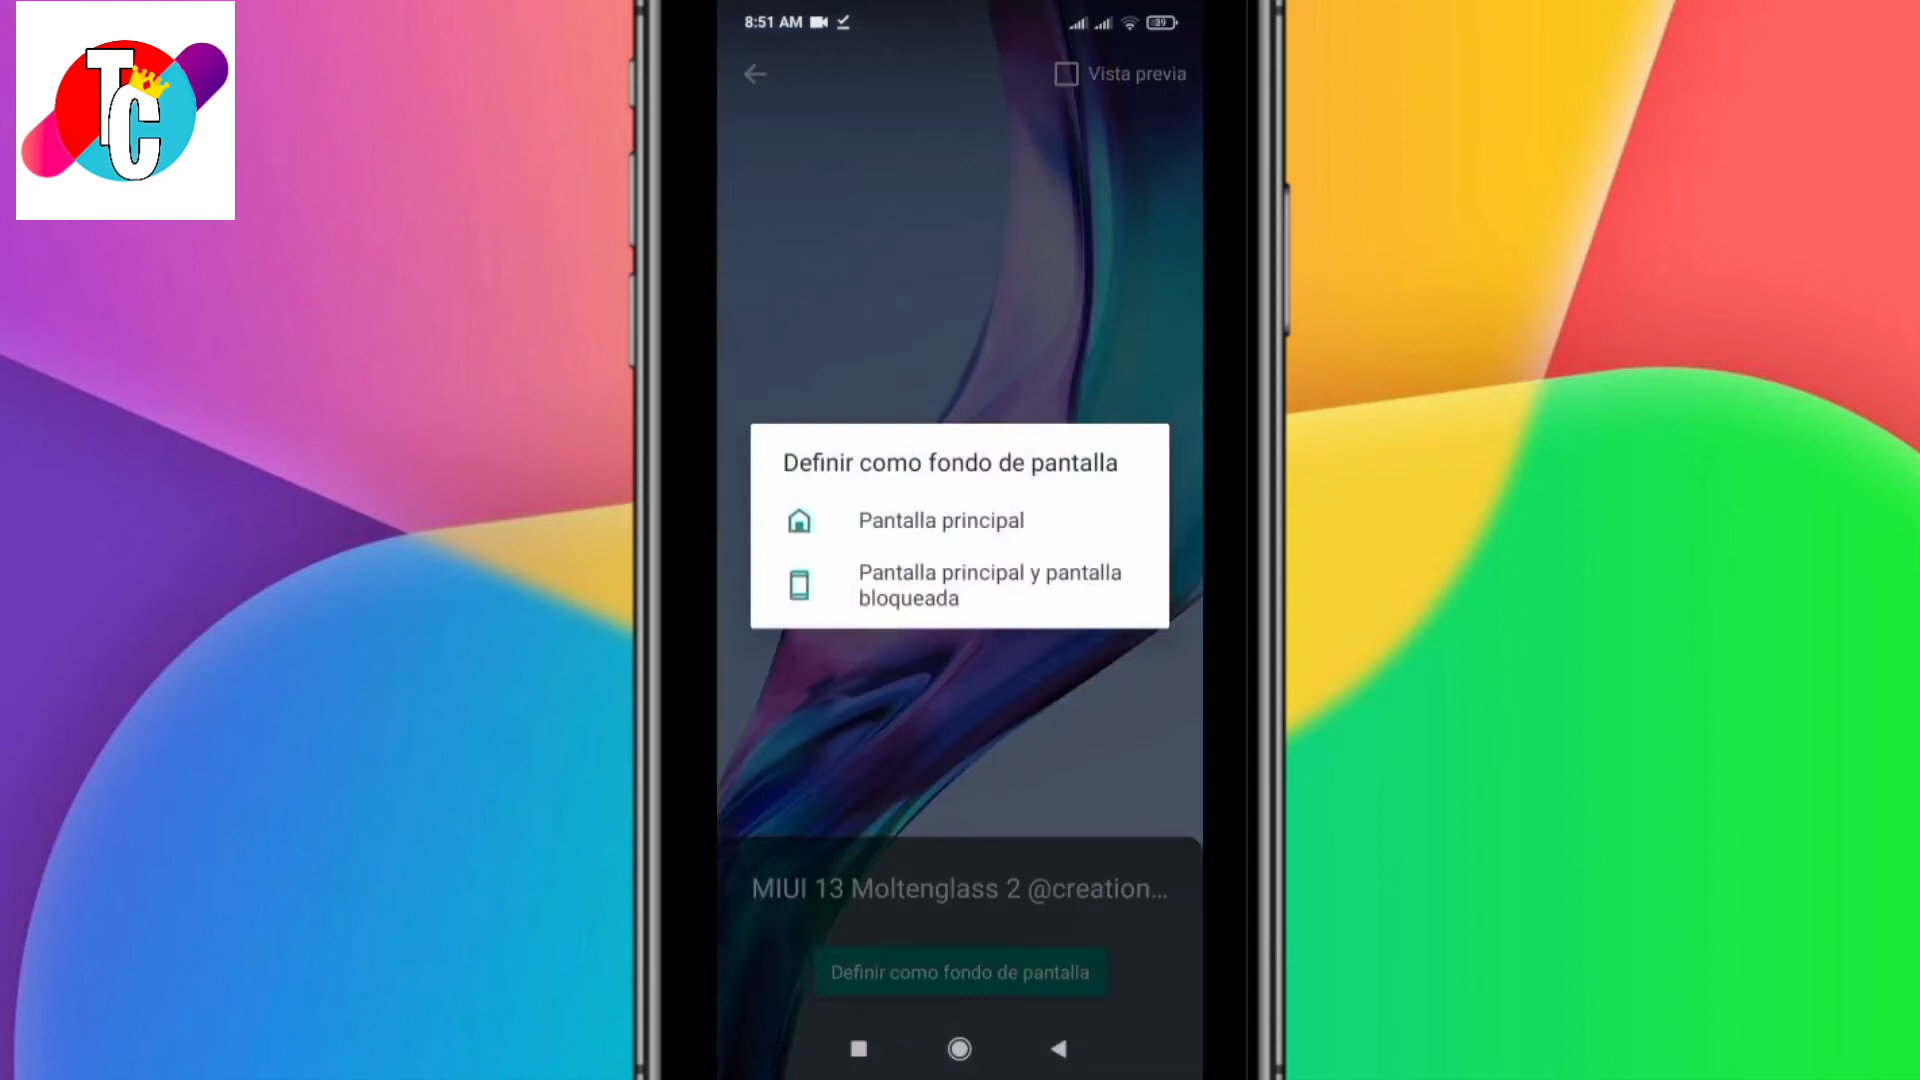 TC
8:51 AM
39
Vista previa
Definir como fondo de pantalla
Pantalla principal
Pantalla principal y pantalla
bloqueada
MIUI 13 Moltenglass 2 @creation...
Definir como fondo de pantalla